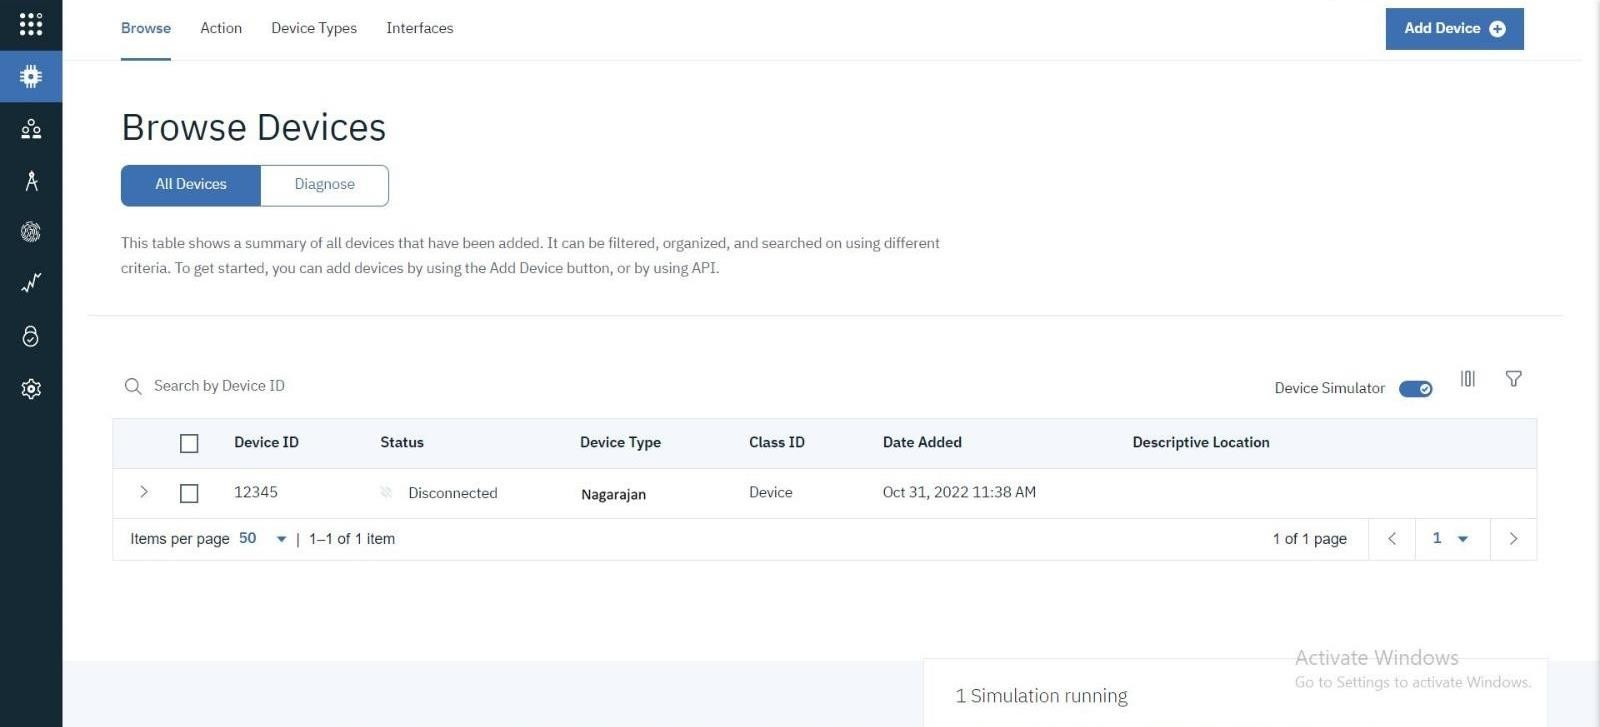 Browse Action Device Types Interfaces Add Device
Browse Devices
All Devices Diagnose
This table shows a summary of all devices that have been added. It can be filtered, organized, and searched on using different
criteria. To get started, you can add devices by using the Add Device button, or by using API.
Search by Device ID Device Simulator
Device ID Status Device Type Class ID Date Added Descriptive Location
12345 Disconnected Nagarajan Device Oct 31, 2022 11:38 AM
Items per page 50 | 1–1 of 1 item 1 of 1 page 1
Activate Windows
Go to Settings to activate Windows.
1 Simulation running